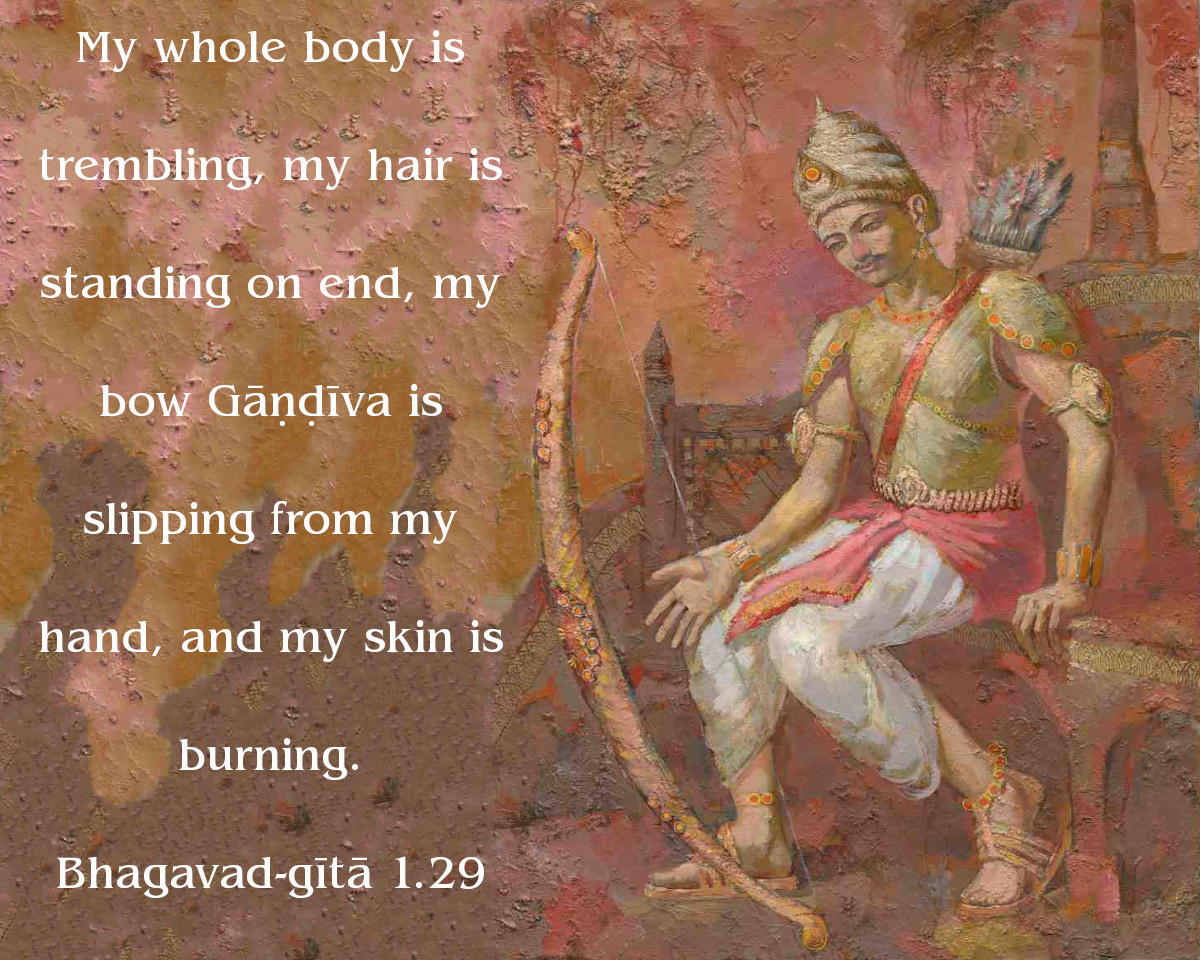 My whole body is
trembling, my hair is
standing on end, my
bow Gāṇḍīva is
slipping from my
hand, and my skin is
burning.
Bhagavad-gītā 1.29